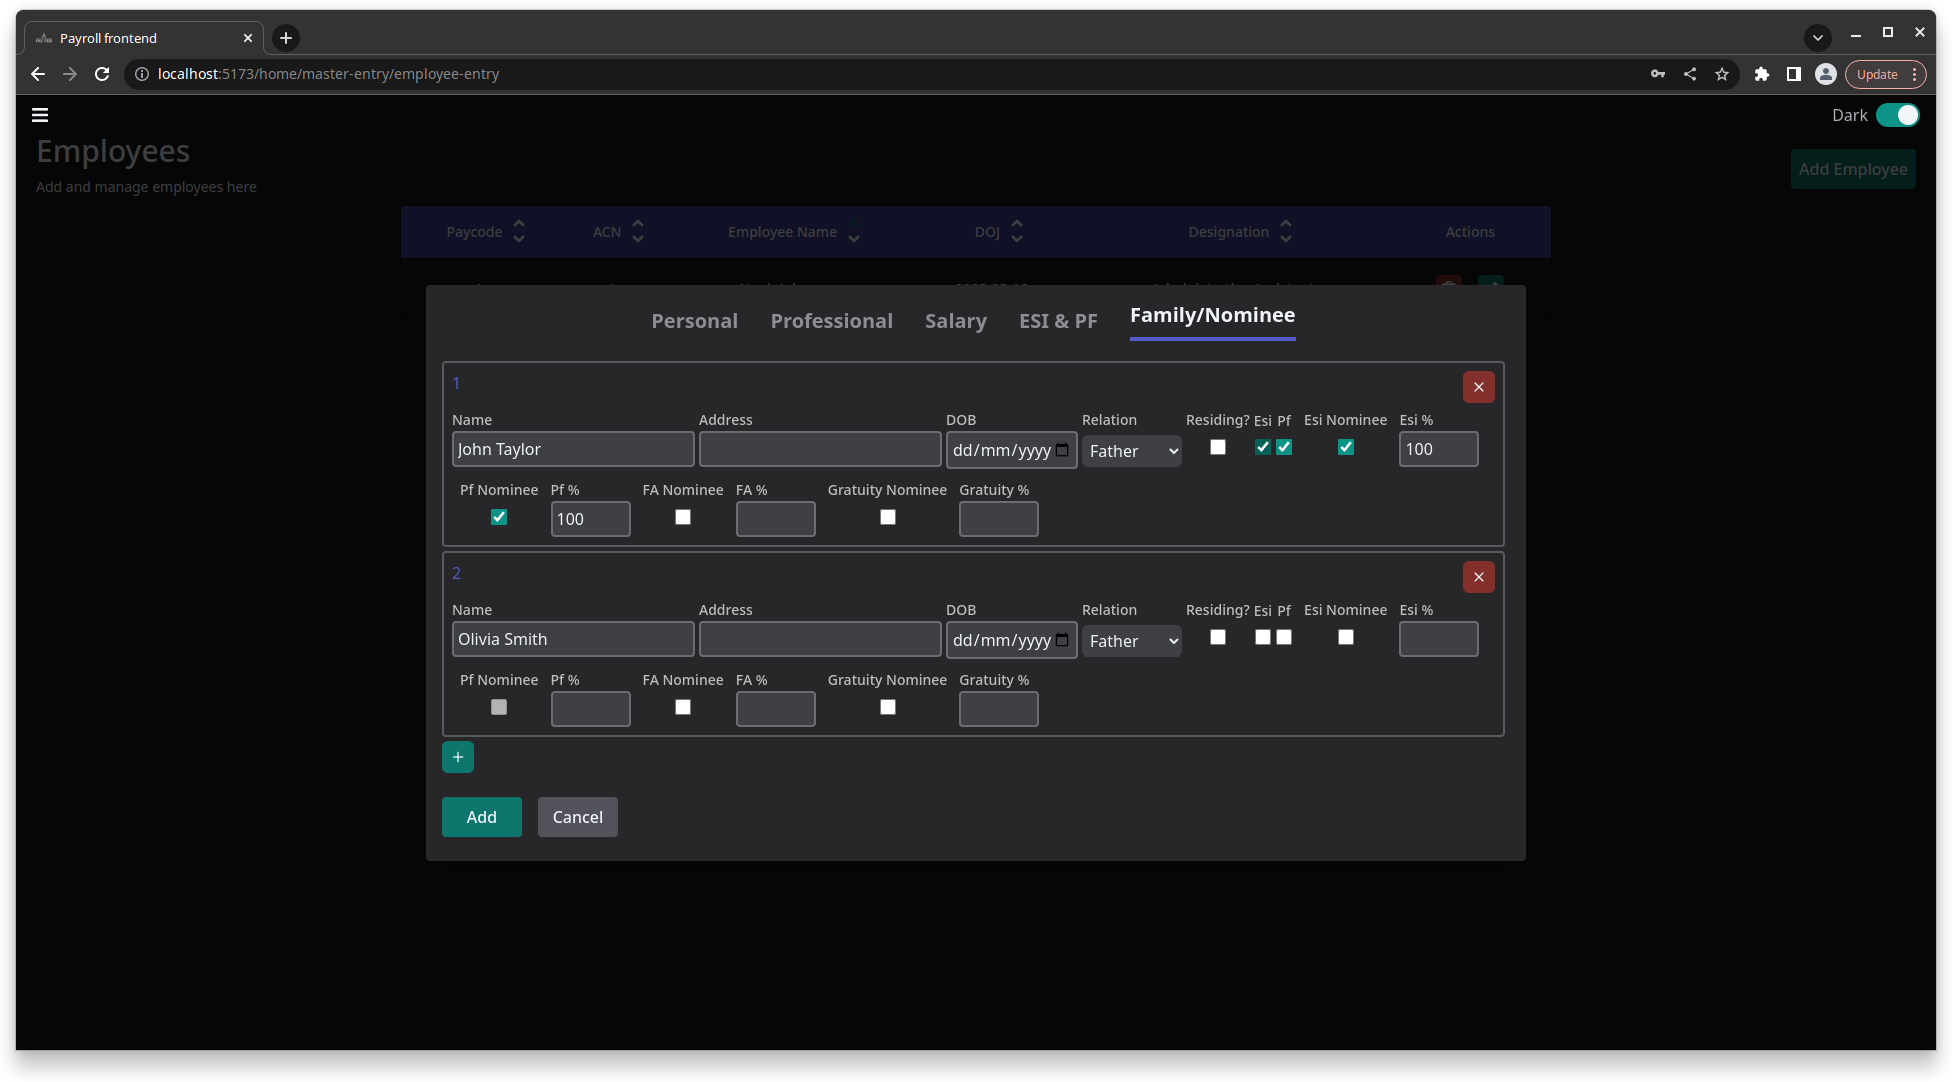 Payroll frontend
localhost:5173/home/master-entry/employee-entry
Update
Dark
Employees
Add and manage employees here
Add Employee
Paycode ACN Employee Name DOJ Designation Actions
Personal Professional Salary ESI & PF Family/Nominee
1
Name Address DOB Relation Residing? Esi Pf Esi Nominee Esi %
John Taylor dd/mm/yyyy Father 100
Pf Nominee Pf % FA Nominee FA % Gratuity Nominee Gratuity %
100
2
Name Address DOB Relation Residing? Esi Pf Esi Nominee Esi %
Olivia Smith dd/mm/yyyy Father
Pf Nominee Pf % FA Nominee FA % Gratuity Nominee Gratuity %
+
Add Cancel